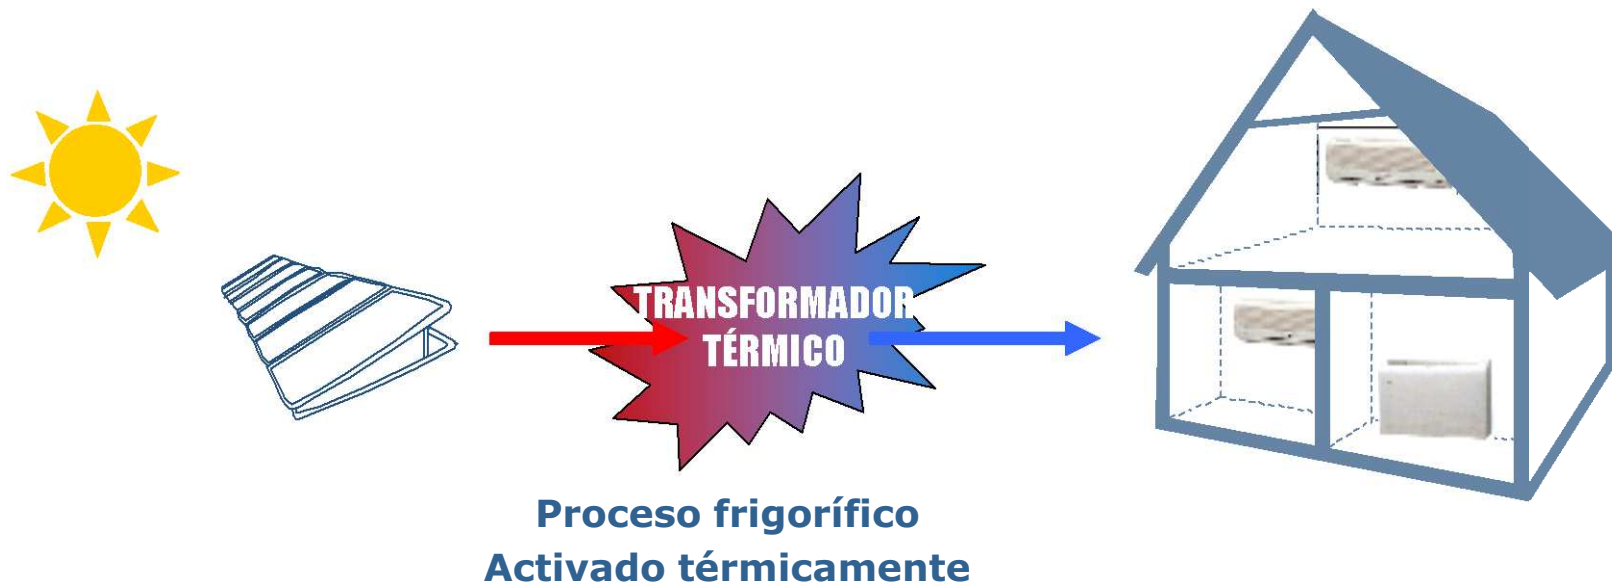 TRANSFORMADOR
TÉRMICO
Proceso frigorífico
Activado térmicamente